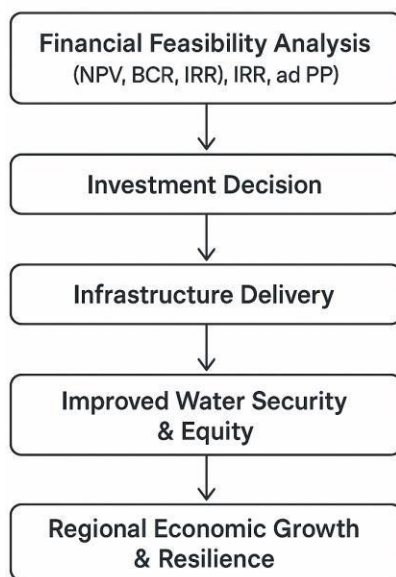 Financial Feasibility Analysis
(NPV, BCR, IRR), IRR, ad PP)
Investment Decision
Infrastructure Delivery
Improved Water Security
& Equity
Regional Economic Growth
& Resilience